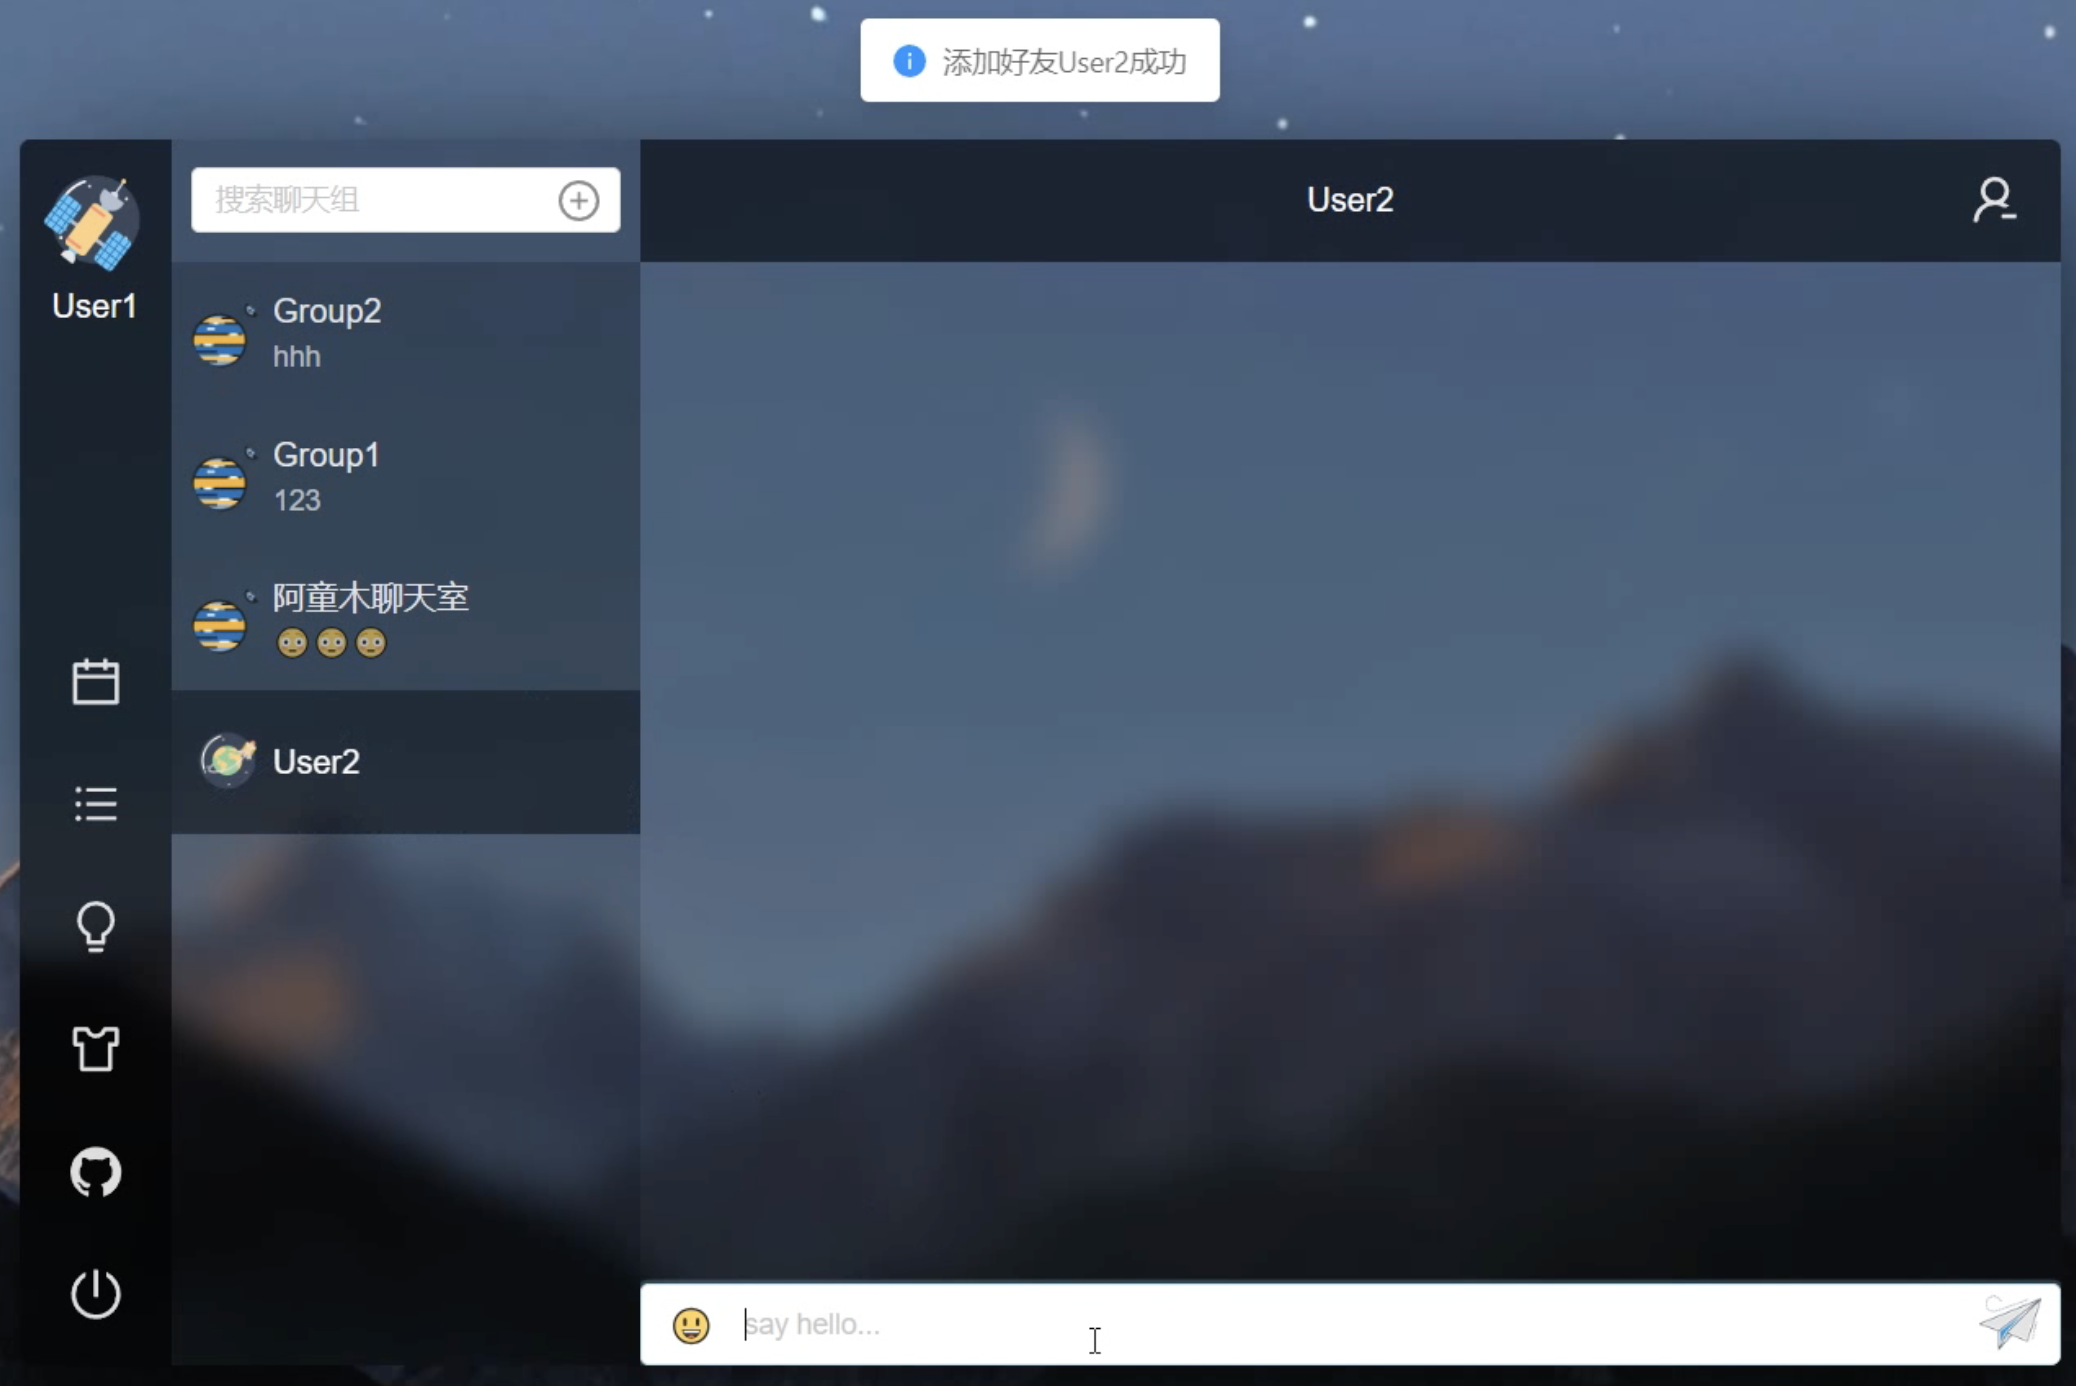 添加好友User2成功
User1
搜索聊天组
Group2
hhh
Group1
123
阿童木聊天室
😳😳😳
User2
User2
say hello...